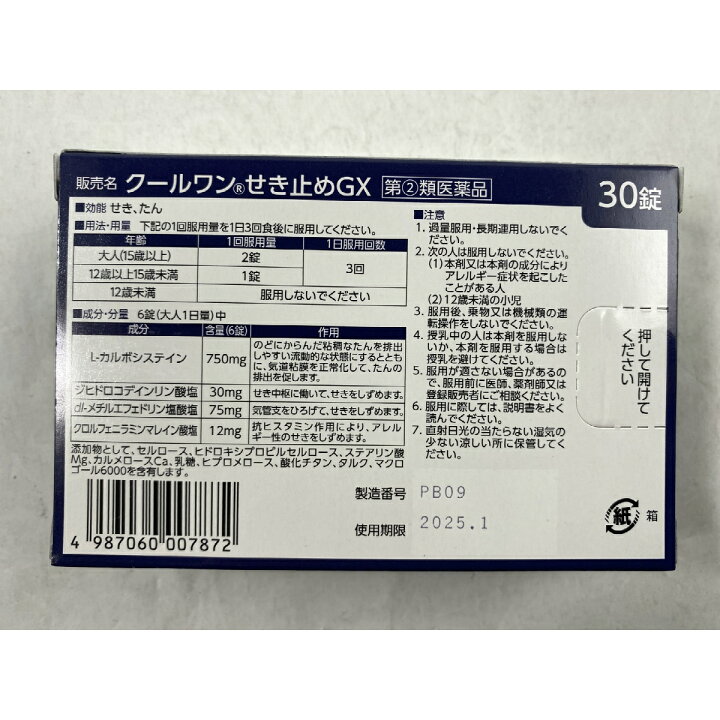 販売名 クールワン®せき止めGX 指定②類医薬品 30錠
■効能 せき、たん
■用法・用量 下記の1回服用量を1日3回食後に服用してください。
年齢 1回服用量 1日服用回数
大人(15歳以上) 2錠 3回
12歳以上15歳未満 1錠
12歳未満 服用しないでください
■成分・分量 6錠(大人1日量)中
成分 含量(6錠) 作用
L-カルボシステイン 750mg のどにからんだ粘稠なたんを排出
しやすい流動的な状態にするととも
に、気道粘膜を正常化して、たんの
排出を促します。
ジヒドロコデインリン酸塩 30mg せき中枢に働いて、せきをしずめます。
dl-メチルエフェドリン塩酸塩 75mg 気管支をひろげて、せきをしずめます。
クロルフェニラミンマレイン酸塩 12mg 抗ヒスタミン作用により、アレル
ギー性のせきをしずめます。
添加物として、セルロース、ヒドロキシプロピルセルロース、ステアリン酸
Mg、カルメロースCa、乳糖、ヒプロメロース、酸化チタン、タルク、マクロ
ゴール6000を含有します。
■注意
1. 過量服用・長期連用しないでく
ださい。
2. 次の人は服用しないでください。
(1)本剤又は本剤の成分により
アレルギー症状を起こした
ことがある人
(2)12歳未満の小児
3. 服用後、乗物又は機械類の運
転操作をしないでください。
4. 授乳中の人は本剤を服用しな
いか、本剤を服用する場合は
授乳を避けてください。
5. 服用が適さない場合があるの
で、服用前に医師、薬剤師又は
登録販売者にご相談ください。
6. 服用に際しては、説明書をよく
読んでください。
7. 直射日光の当たらない湿気の
少ない涼しい所に保管してく
ださい。
押して開けて
ください
製造番号 PB09
使用期限 2025.1
4 987060 007872
紙 箱